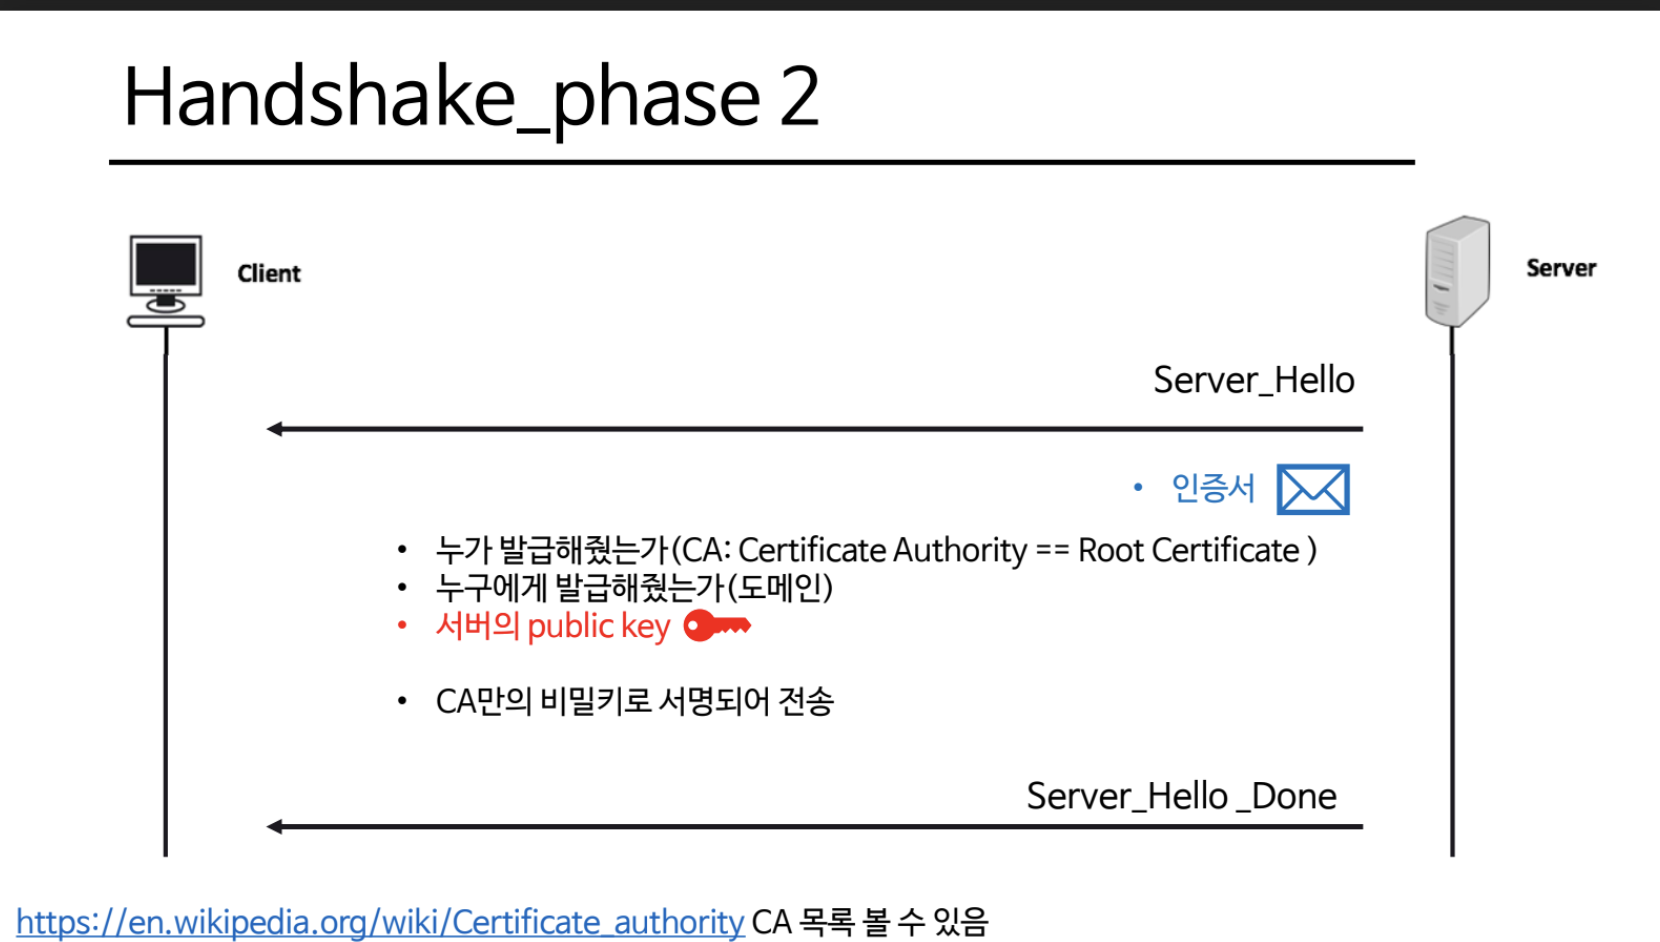 Handshake_phase 2
Client
Server
Server_Hello
• 인증서
• 누가 발급해줬는가(CA: Certificate Authority == Root Certificate )
• 누구에게 발급해줬는가(도메인)
• 서버의 public key
• CA만의 비밀키로 서명되어 전송
Server_Hello _Done
https://en.wikipedia.org/wiki/Certificate_authority CA 목록 볼 수 있음